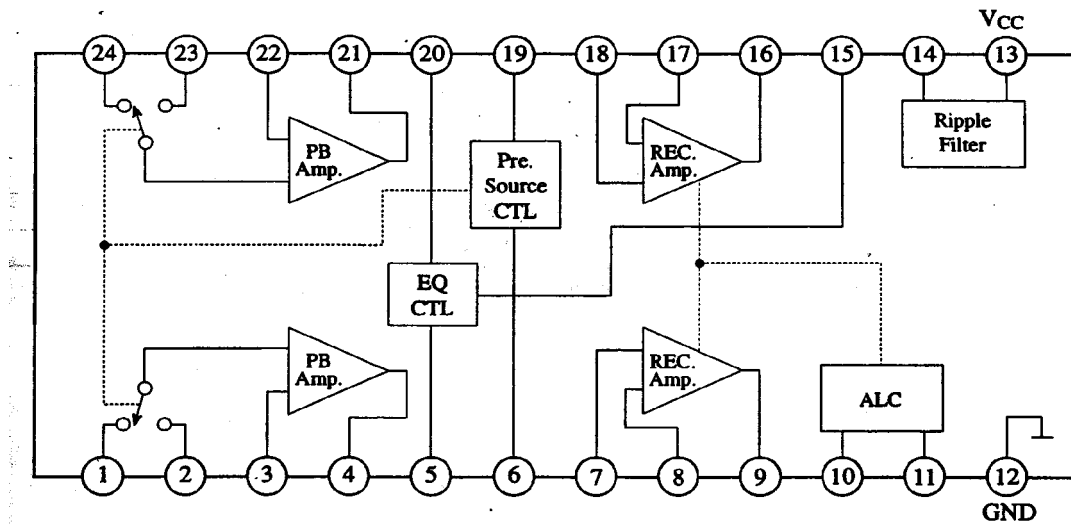 VCC
24 23 22 21 20 19 18 17 16 15 14 13
PB
Amp.
Pre.
Source
CTL
REC.
Amp.
Ripple
Filter
EQ
CTL
PB
Amp.
REC.
Amp.
ALC
1 2 3 4 5 6 7 8 9 10 11 12
GND